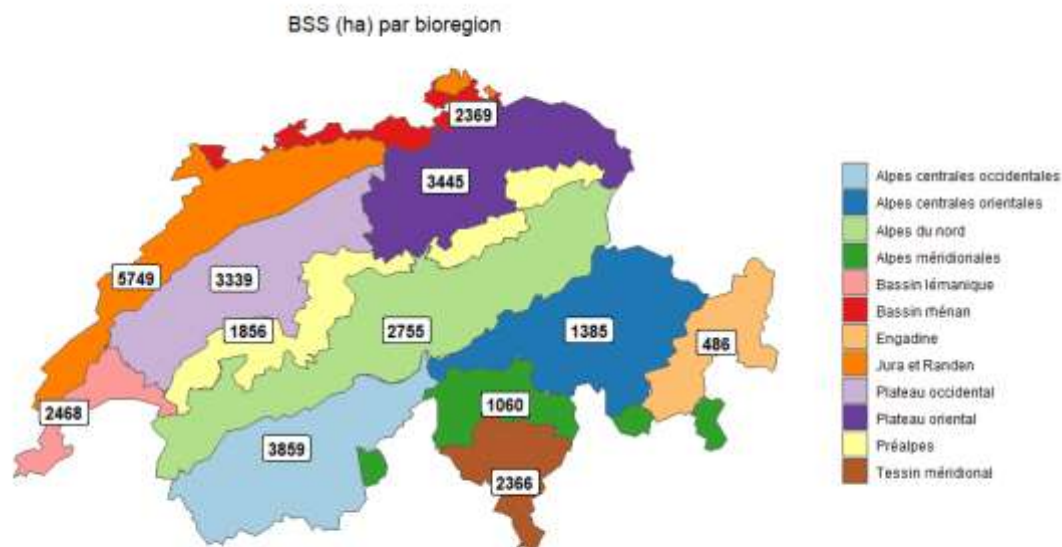 BSS (ha) par bioregion
2369
3445
5749
3339
1856
2755
1385
486
2468
1060
3859
2366
Alpes centrales occidentales
Alpes centrales orientales
Alpes du nord
Alpes méridionales
Bassin lémanique
Bassin rhénan
Engadine
Jura et Randen
Plateau occidental
Plateau oriental
Préalpes
Tessin méridional